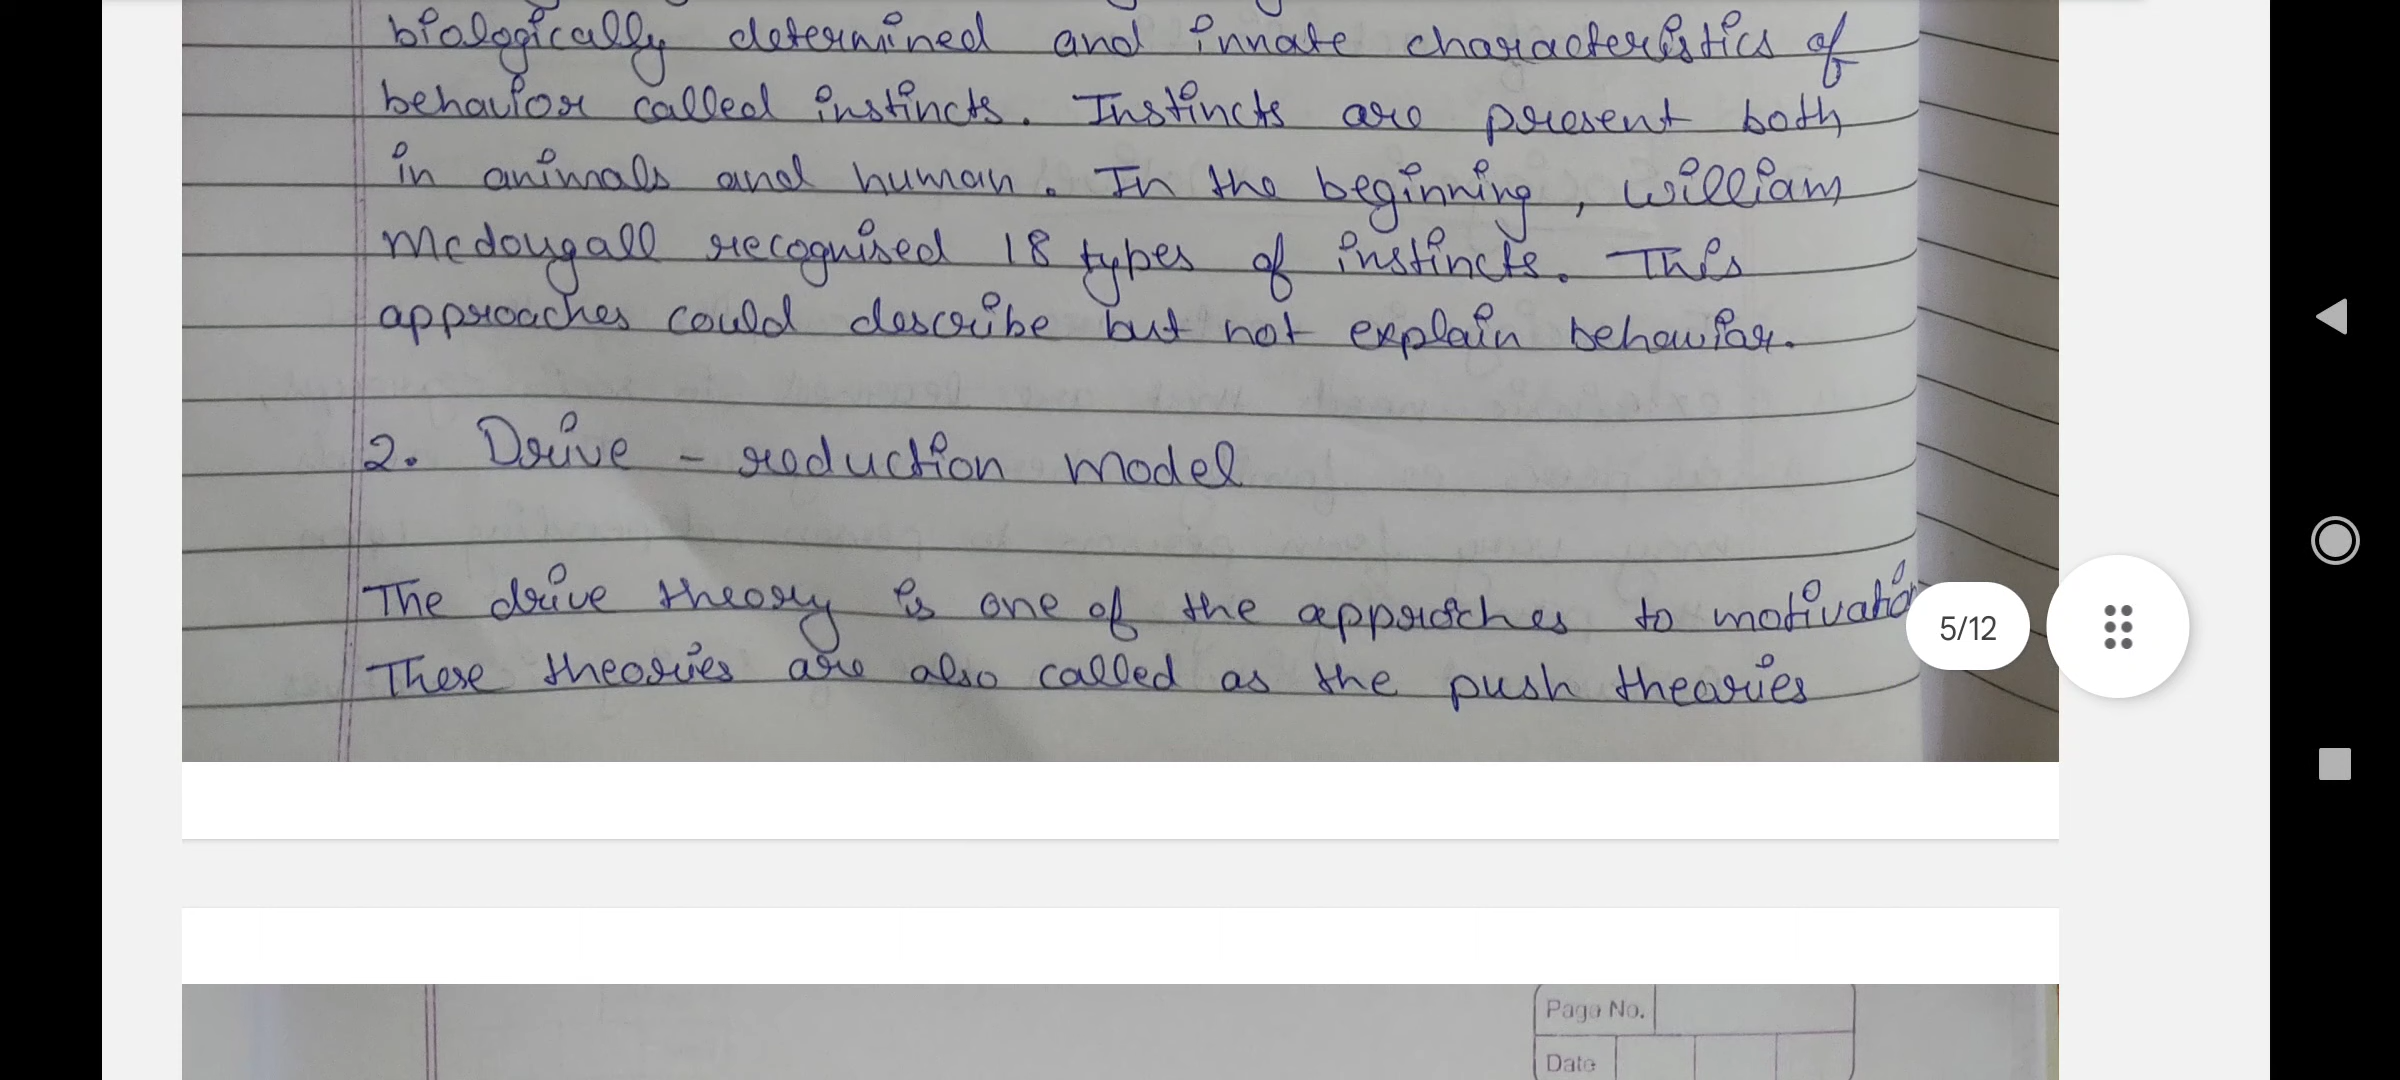 biologically determined and innate characteristics of
behavior called instincts. Instincts are present both
in animals and human. In the beginning, william
Mcdougall recognised 18 types of instincts. This
approaches could describe but not explain behavior.
2. Drive - reduction model
The drive theory is one of the approches to motivation
These theories are also called as the push theories
5/12
Page No.
Date